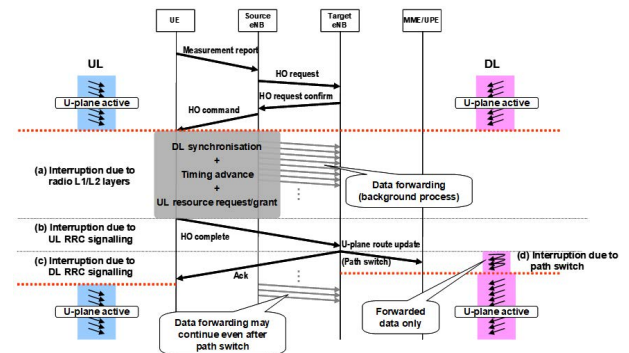 UE
Source
eNB
Target
eNB
MME/UPE
Measurement report
UL
DL
HO request
HO request confirm
U-plane active
HO command
U-plane active
DL synchronisation
+
Timing advance
+
UL resource request/grant
(a) Interruption due to
radio L1/L2 layers
Data forwarding
(background process)
(b) Interruption due to
UL RRC signalling
HO complete
U-plane route update
(Path switch)
(c) Interruption due to
DL RRC signalling
Ack
(d) Interruption due to
path switch
U-plane active
Data forwarding may
continue even after
path switch
Forwarded
data only
U-plane active